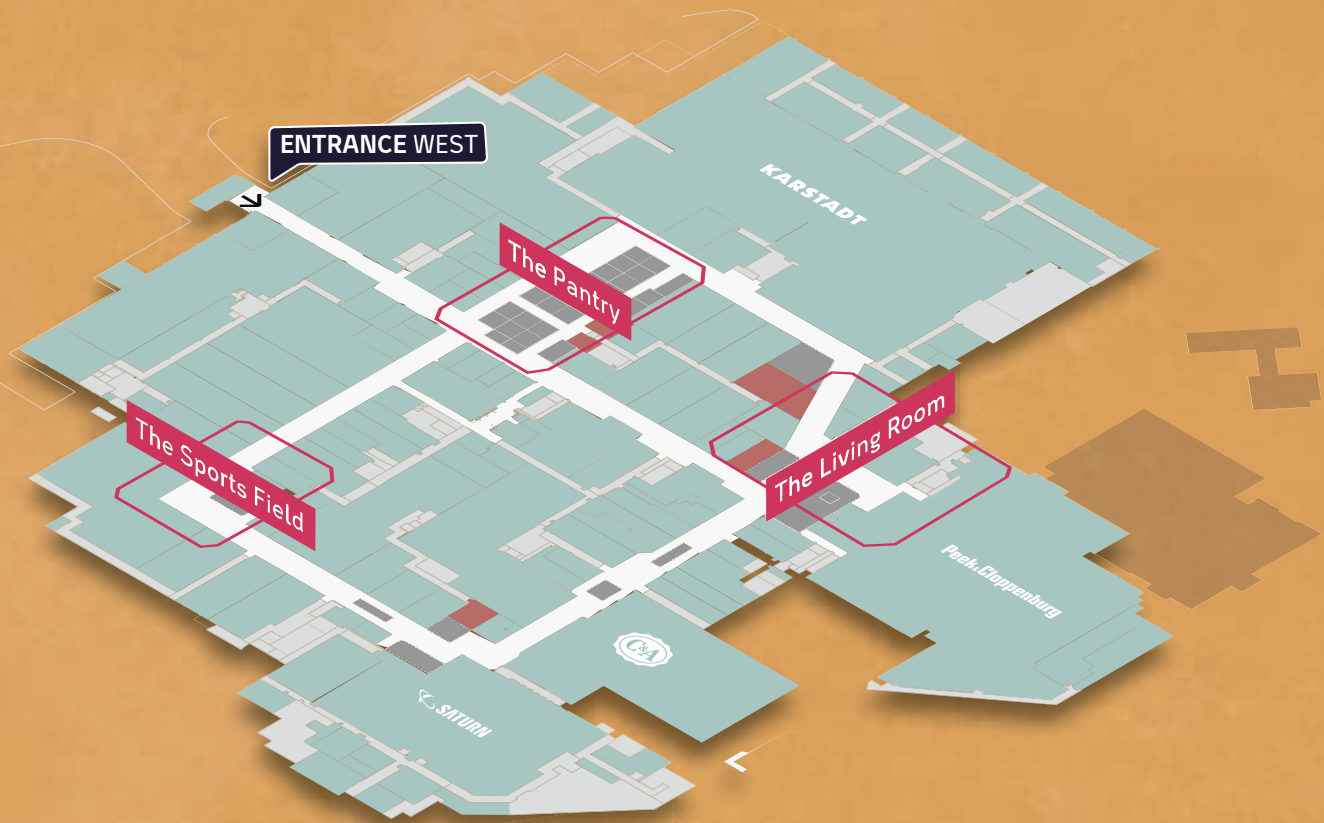 ENTRANCE WEST
KARSTADT
The Pantry
The Living Room
The Sports Field
Peek & Cloppenburg
C&A
SATURN